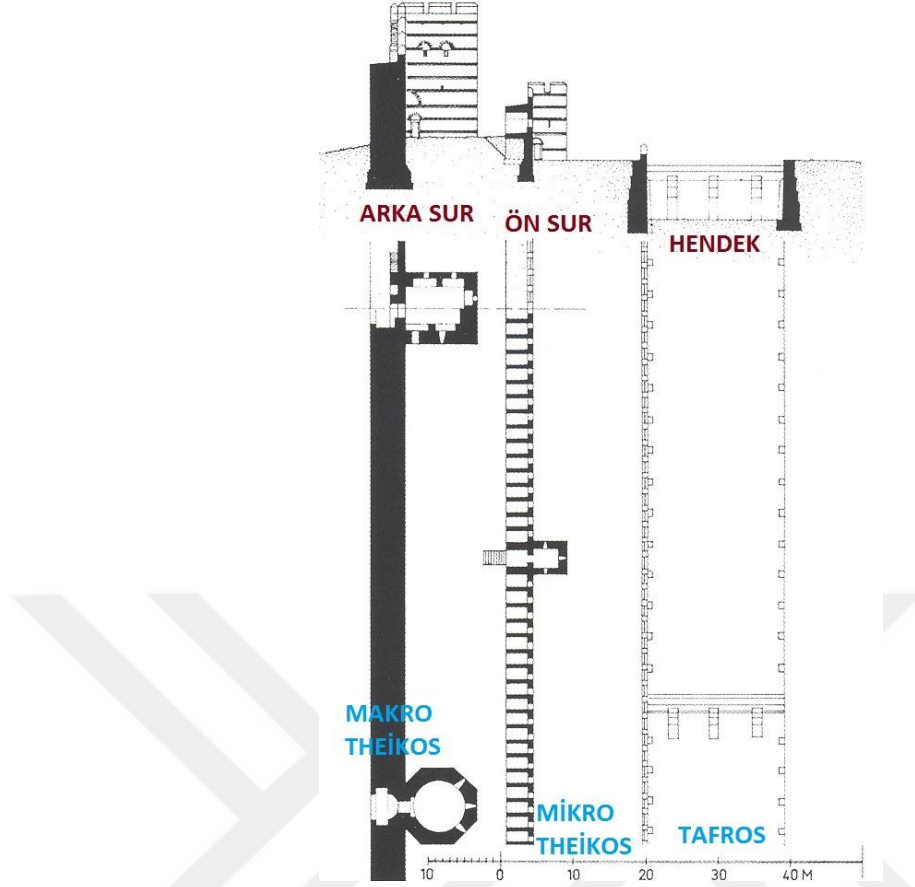 ARKA SUR
ÖN SUR
HENDEK
MAKRO
THEİKOS
MİKRO
THEİKOS
TAFROS
10 0 10 20 30 40 M